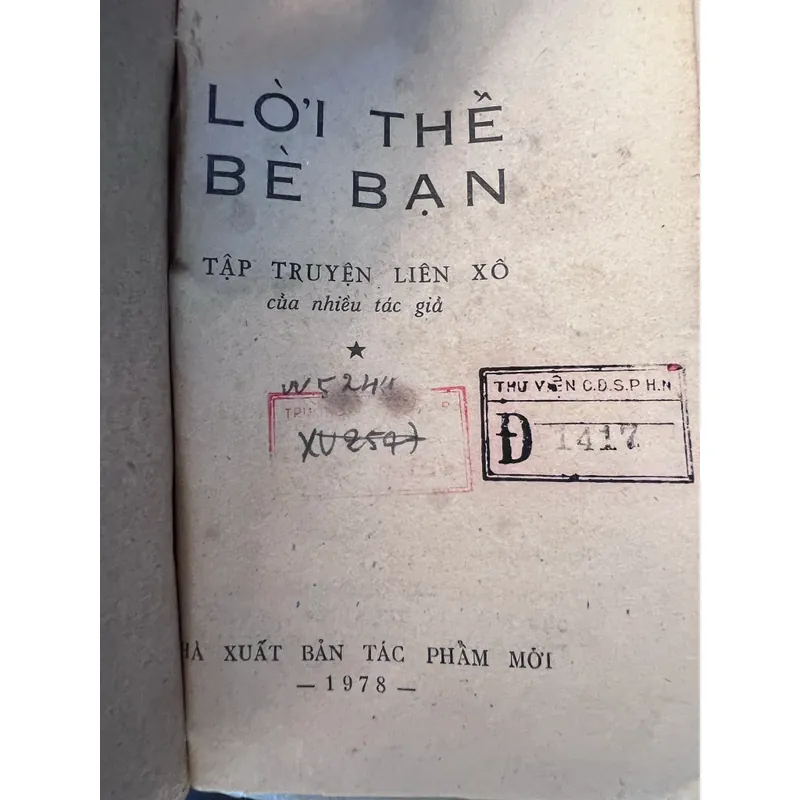 LỜI THỀ
BÈ BẠN
TẬP TRUYỆN LIÊN XÔ
của nhiều tác giả
THƯ VIỆN C.Đ.S.P H.N
Đ 1417
XUẤT BẢN TÁC PHẨM MỚI
— 1978 —